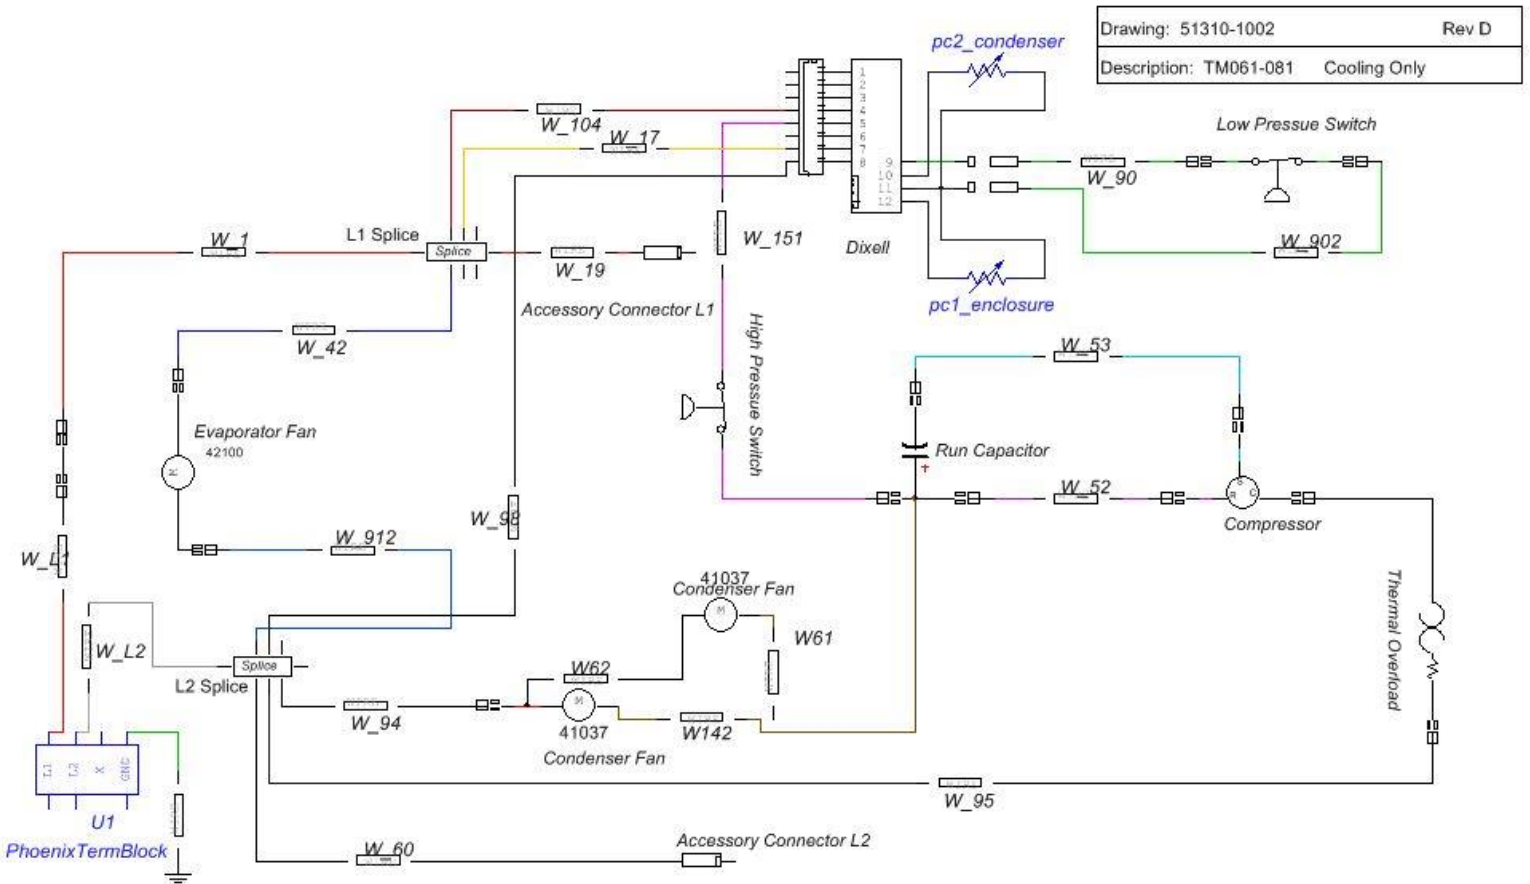 Drawing: 51310-1002 Rev D
Description: TM061-081 Cooling Only
pc2_condenser
Low Pressue Switch
W_104
W_17
1
2
3
4
5
6
7
8
9
10
11
12
W_90
W_1
L1 Splice
Splice
W_19
W_151
Dixell
W_902
Accessory Connector L1
pc1_enclosure
W_42
High Pressue Switch
W_53
Evaporator Fan
42100
Run Capacitor
+
W_98
W_52
S
R
C
Compressor
W_912
W_L1
41037
Condenser Fan
M
W61
Thermal Overload
W_L2
Splice
L2 Splice
W62
M
W_94
41037
W142
Condenser Fan
L1
L2
X
GNC
W_95
U1
PhoenixTermBlock
W_60
Accessory Connector L2